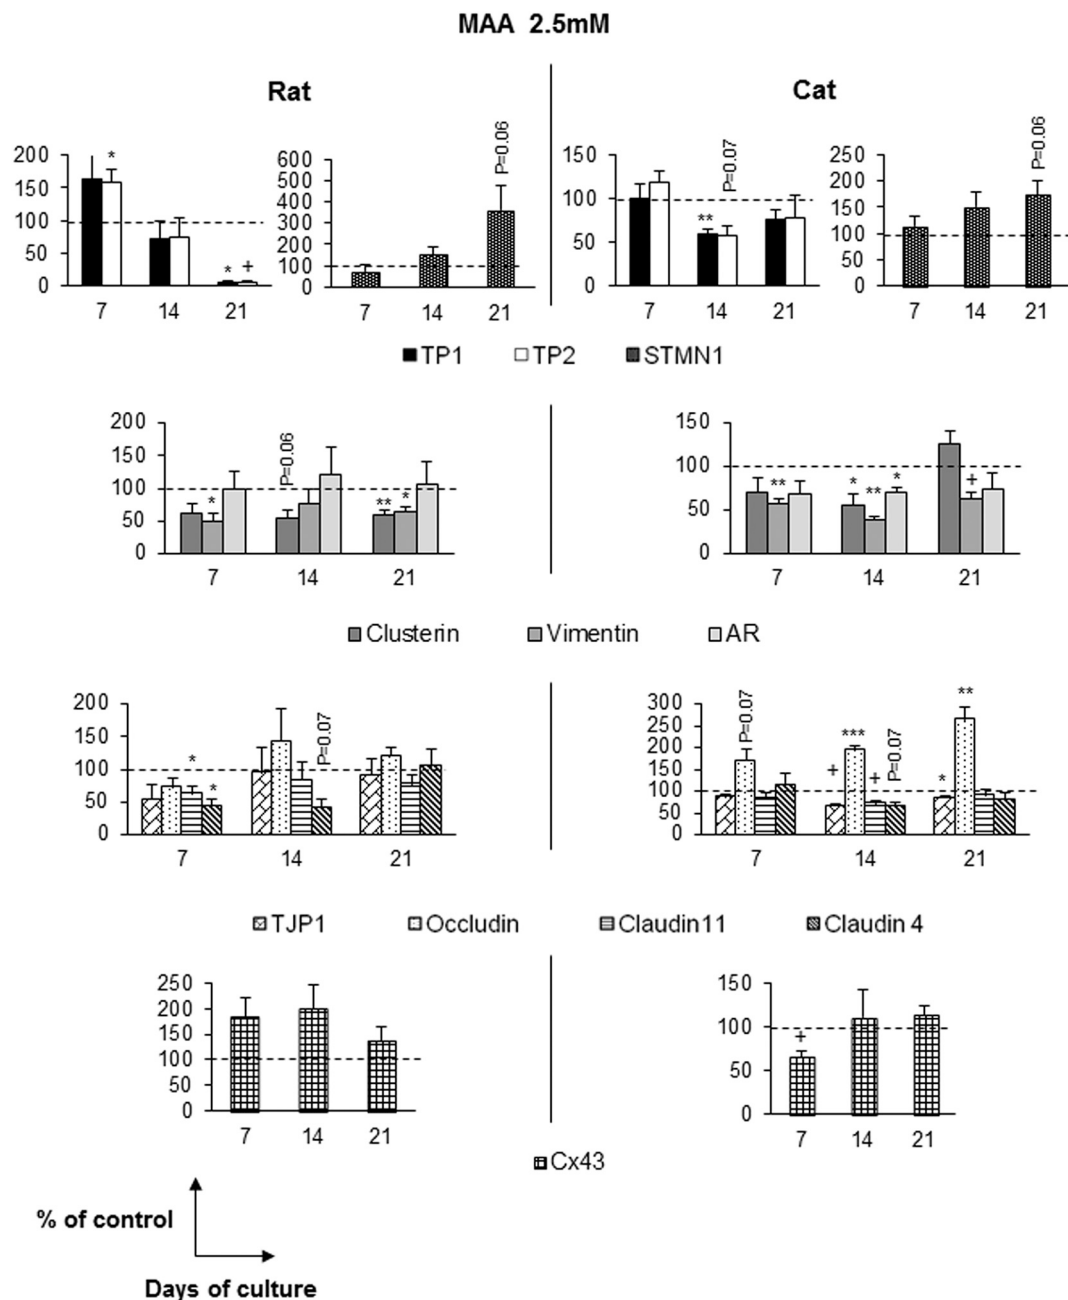 MAA 2.5mM
Rat
Cat
200
150
100
50
0
*
* +
7 14 21
600
500
400
300
200
100
0
P=0.06
7 14 21
150
100
50
0
**
P=0.07
7 14 21
250
200
150
100
50
0
P=0.06
7 14 21
TP1 TP2 STMN1
200
150
100
50
0
*
P=0.06
** *
7 14 21
150
100
50
0
**
* ** *
+
7 14 21
Clusterin Vimentin AR
200
150
100
50
0
*
*
P=0.07
7 14 21
300
250
200
150
100
50
0
P=0.07
+ *** + P=0.07
* **
7 14 21
TJP1 Occludin Claudin11 Claudin 4
250
200
150
100
50
0
7 14 21
150
100
50
0
+
7 14 21
Cx43
% of control
Days of culture